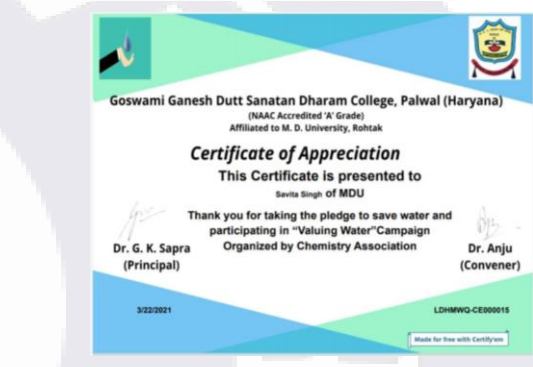 Goswami Ganesh Dutt Sanatan Dharam College, Palwal (Haryana)
(NAAC Accredited 'A' Grade)
Affiliated to M. D. University, Rohtak
Certificate of Appreciation
This Certificate is presented to
Savita Singh of MDU
Thank you for taking the pledge to save water and
participating in "Valuing Water"Campaign
Organized by Chemistry Association
Dr. G. K. Sapra
(Principal)
Dr. Anju
(Convener)
3/22/2021
LDHMWQ-CE000015
Made for free with Certify'em